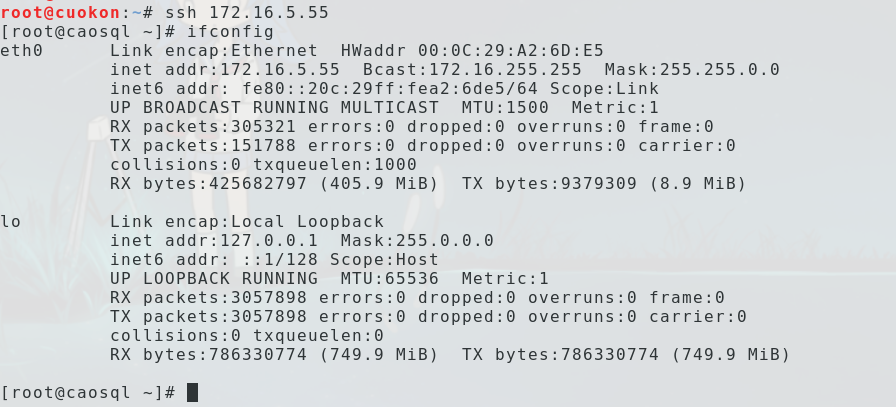 root@cuokon:~# ssh 172.16.5.55
[root@caosql ~]# ifconfig
eth0      Link encap:Ethernet  HWaddr 00:0C:29:A2:6D:E5
          inet addr:172.16.5.55  Bcast:172.16.255.255  Mask:255.255.0.0
          inet6 addr: fe80::20c:29ff:fea2:6de5/64 Scope:Link
          UP BROADCAST RUNNING MULTICAST  MTU:1500  Metric:1
          RX packets:305321 errors:0 dropped:0 overruns:0 frame:0
          TX packets:151788 errors:0 dropped:0 overruns:0 carrier:0
          collisions:0 txqueuelen:1000
          RX bytes:425682797 (405.9 MiB)  TX bytes:9379309 (8.9 MiB)

lo        Link encap:Local Loopback
          inet addr:127.0.0.1  Mask:255.0.0.0
          inet6 addr: ::1/128 Scope:Host
          UP LOOPBACK RUNNING  MTU:65536  Metric:1
          RX packets:3057898 errors:0 dropped:0 overruns:0 frame:0
          TX packets:3057898 errors:0 dropped:0 overruns:0 carrier:0
          collisions:0 txqueuelen:0
          RX bytes:786330774 (749.9 MiB)  TX bytes:786330774 (749.9 MiB)

[root@caosql ~]#